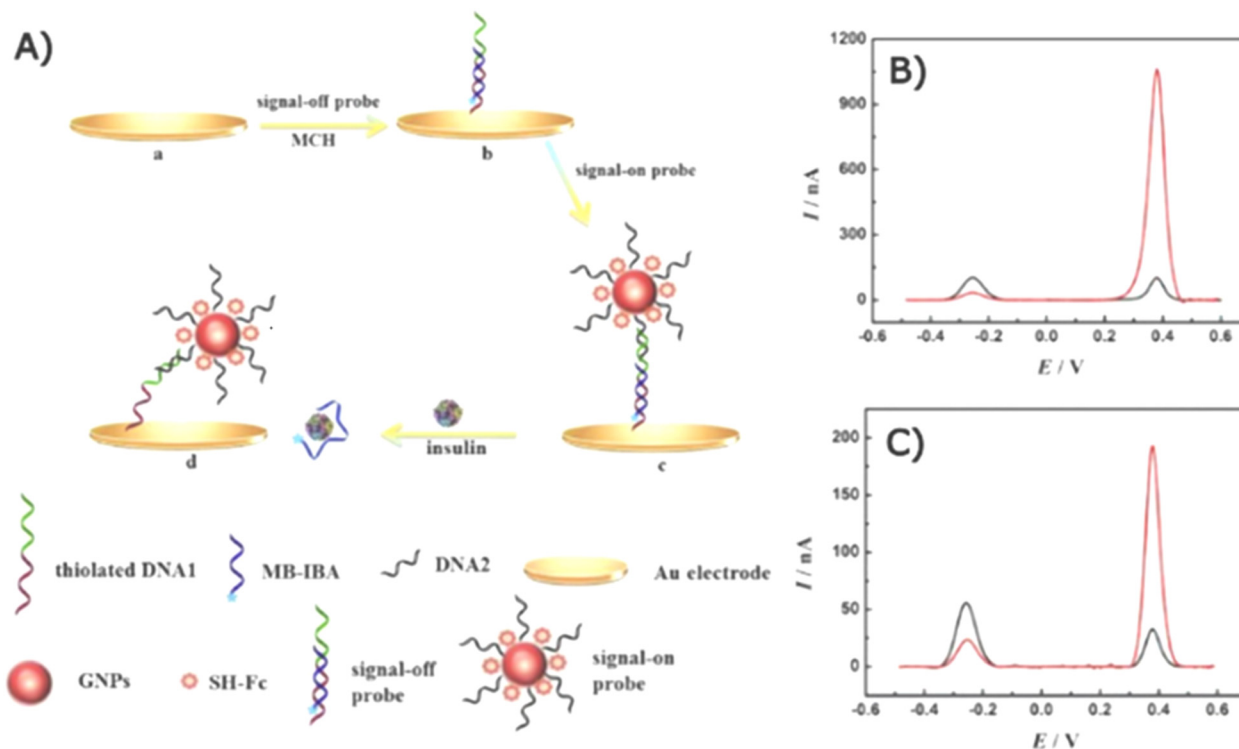 A)
signal-off probe
MCH
a
b
signal-on probe
insulin
d
c
thiolated DNA1
MB-IBA
DNA2
Au electrode
GNPs
SH-Fc
signal-off
probe
signal-on
probe
B)
1200
900
600
300
0
I / nA
-0.6 -0.4 -0.2 0.0 0.2 0.4 0.6
E / V
C)
200
150
100
50
0
I / nA
-0.6 -0.4 -0.2 0.0 0.2 0.4 0.6
E / V